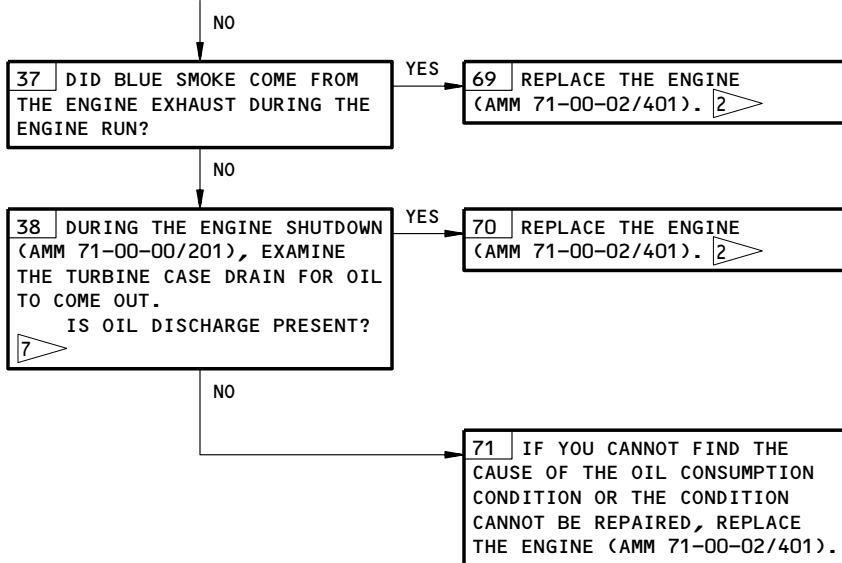 NO
37 DID BLUE SMOKE COME FROM
THE ENGINE EXHAUST DURING THE
ENGINE RUN?
YES
69 REPLACE THE ENGINE
(AMM 71-00-02/401). 2
NO
38 DURING THE ENGINE SHUTDOWN
(AMM 71-00-00/201), EXAMINE
THE TURBINE CASE DRAIN FOR OIL
TO COME OUT.
IS OIL DISCHARGE PRESENT?
7
YES
70 REPLACE THE ENGINE
(AMM 71-00-02/401). 2
NO
71 IF YOU CANNOT FIND THE
CAUSE OF THE OIL CONSUMPTION
CONDITION OR THE CONDITION
CANNOT BE REPAIRED, REPLACE
THE ENGINE (AMM 71-00-02/401).